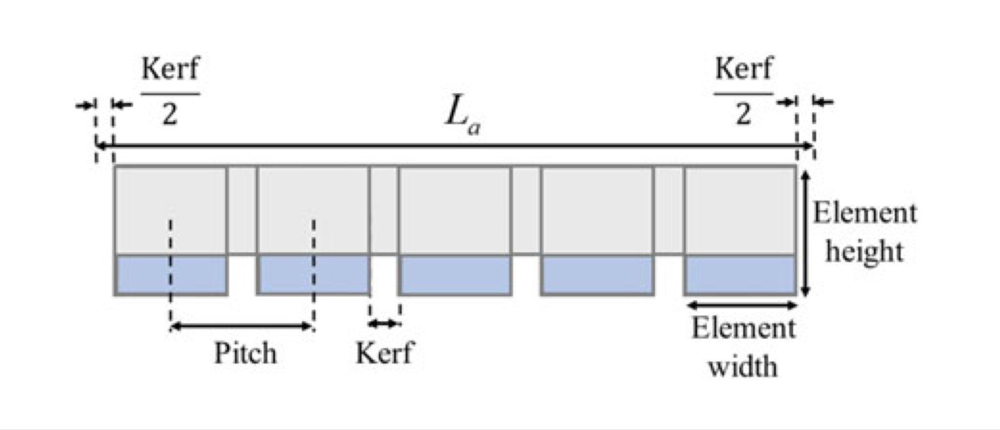 Kerf
2
Kerf
2
L_a
Element
height
Pitch
Kerf
Element
width